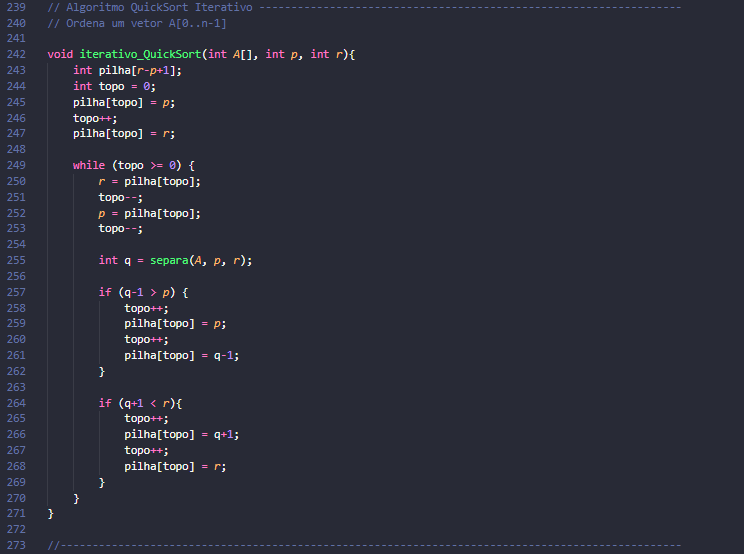 239 // Algoritmo QuickSort Iterativo -----------------------------------------------------------------
240 // Ordena um vetor A[0..n-1]
241
242 void iterativo_QuickSort(int A[], int p, int r){
243     int pilha[r-p+1];
244     int topo = 0;
245     pilha[topo] = p;
246     topo++;
247     pilha[topo] = r;
248
249     while (topo >= 0) {
250         r = pilha[topo];
251         topo--;
252         p = pilha[topo];
253         topo--;
254
255         int q = separa(A, p, r);
256
257         if (q-1 > p) {
258             topo++;
259             pilha[topo] = p;
260             topo++;
261             pilha[topo] = q-1;
262         }
263
264         if (q+1 < r){
265             topo++;
266             pilha[topo] = q+1;
267             topo++;
268             pilha[topo] = r;
269         }
270     }
271 }
272
273 //------------------------------------------------------------------------------------------------